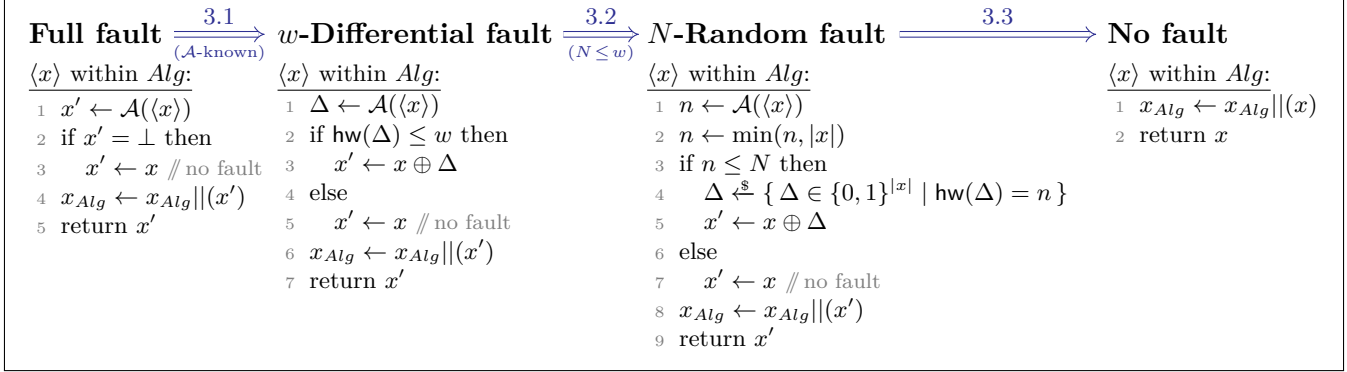 Full fault 3.1 (𝒜-known) w-Differential fault 3.2 (N ≤ w) N-Random fault 3.3 No fault
⟨x⟩ within Alg:
1 x′ ← 𝒜(⟨x⟩)
2 if x′ = ⊥ then
3 x′ ← x // no fault
4 x_Alg ← x_Alg||(x′)
5 return x′
⟨x⟩ within Alg:
1 Δ ← 𝒜(⟨x⟩)
2 if hw(Δ) ≤ w then
3 x′ ← x ⊕ Δ
4 else
5 x′ ← x // no fault
6 x_Alg ← x_Alg||(x′)
7 return x′
⟨x⟩ within Alg:
1 n ← 𝒜(⟨x⟩)
2 n ← min(n, |x|)
3 if n ≤ N then
4 Δ ←$ { Δ ∈ {0, 1}^|x| | hw(Δ) = n }
5 x′ ← x ⊕ Δ
6 else
7 x′ ← x // no fault
8 x_Alg ← x_Alg||(x′)
9 return x′
⟨x⟩ within Alg:
1 x_Alg ← x_Alg||(x)
2 return x